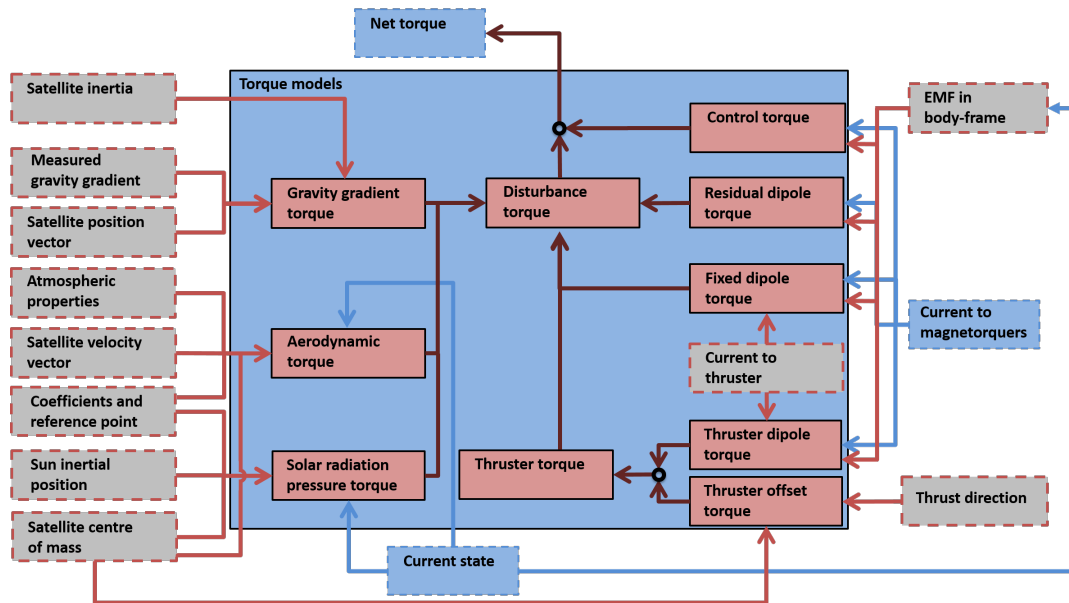 Net torque
Torque models
Satellite inertia
Measured
gravity gradient
Satellite position
vector
Atmospheric
properties
Satellite velocity
vector
Coefficients and
reference point
Sun inertial
position
Satellite centre
of mass
Gravity gradient
torque
Aerodynamic
torque
Solar radiation
pressure torque
Disturbance
torque
Thruster torque
Current state
Control torque
Residual dipole
torque
Fixed dipole
torque
Current to
thruster
Thruster dipole
torque
Thruster offset
torque
EMF in
body-frame
Current to
magnetorquers
Thrust direction